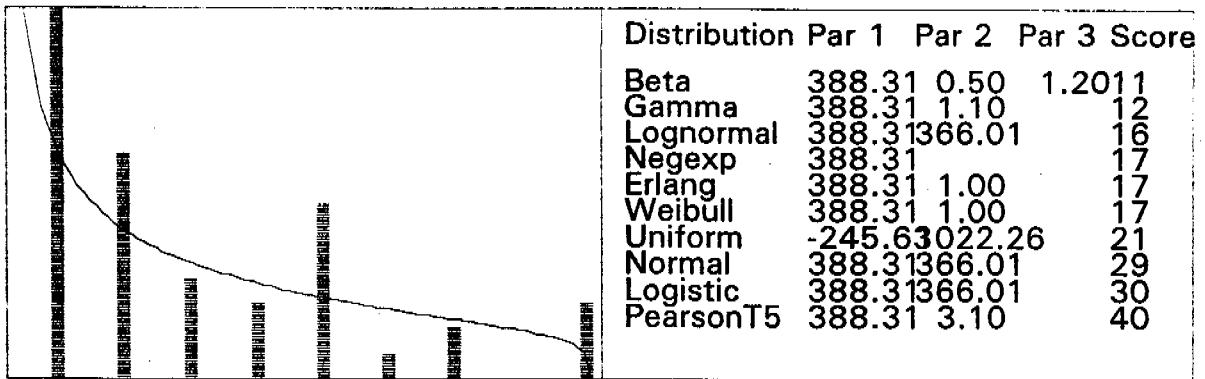 Distribution Par 1 Par 2 Par 3 Score
Beta 388.31 0.50 1.2011
Gamma 388.31 1.10 12
Lognormal 388.31366.01 16
Negexp 388.31 17
Erlang 388.31 1.00 17
Weibull 388.31 1.00 17
Uniform -245.63022.26 21
Normal 388.31366.01 29
Logistic 388.31366.01 30
PearsonT5 388.31 3.10 40